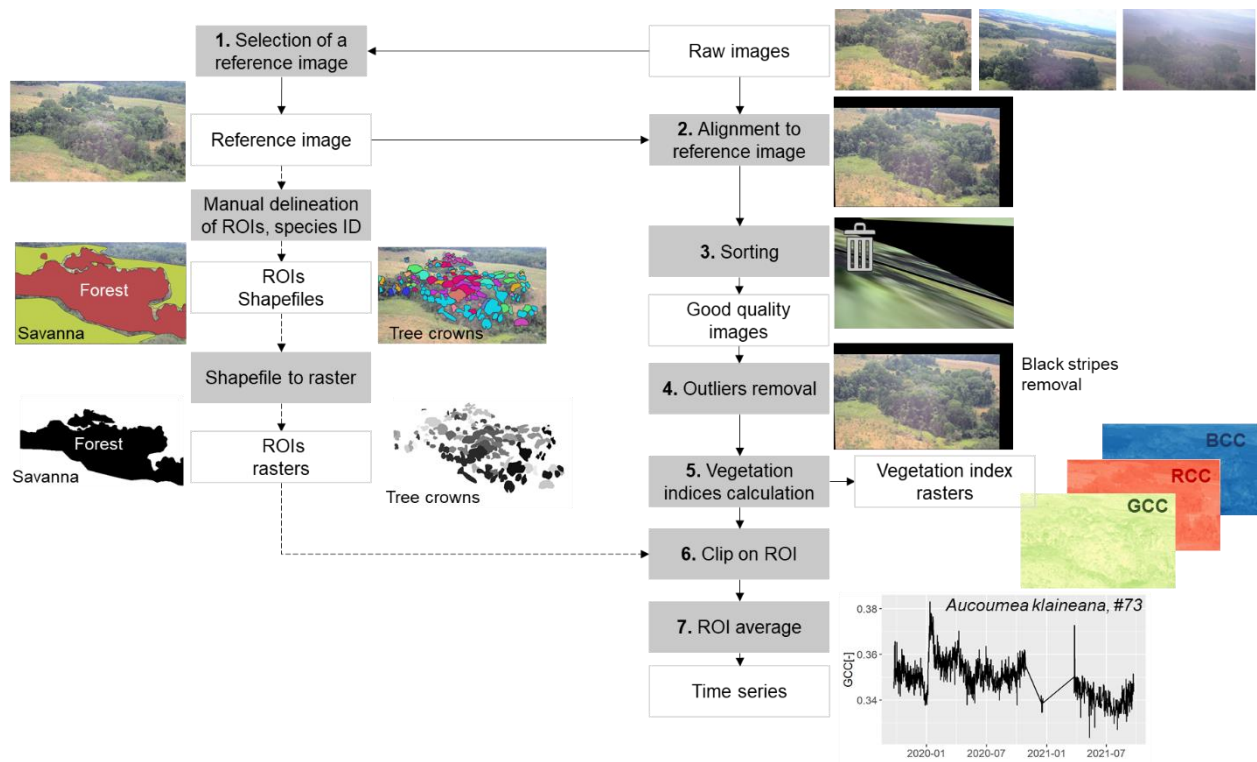 1. Selection of a
reference image
Raw images
Reference image
2. Alignment to
reference image
Manual delineation
of ROIs, species ID
ROIs
Shapefiles
Forest
Savanna
Tree crowns
3. Sorting
Good quality
images
Shapefile to raster
4. Outliers removal
Black stripes
removal
Forest
Savanna
ROIs
rasters
Tree crowns
5. Vegetation
indices calculation
Vegetation index
rasters
BCC
RCC
GCC
6. Clip on ROI
7. ROI average
Time series
Aucoumea klaineana, #73
GCC[-]
0.38
0.36
0.34
2020-01
2020-07
2021-01
2021-07